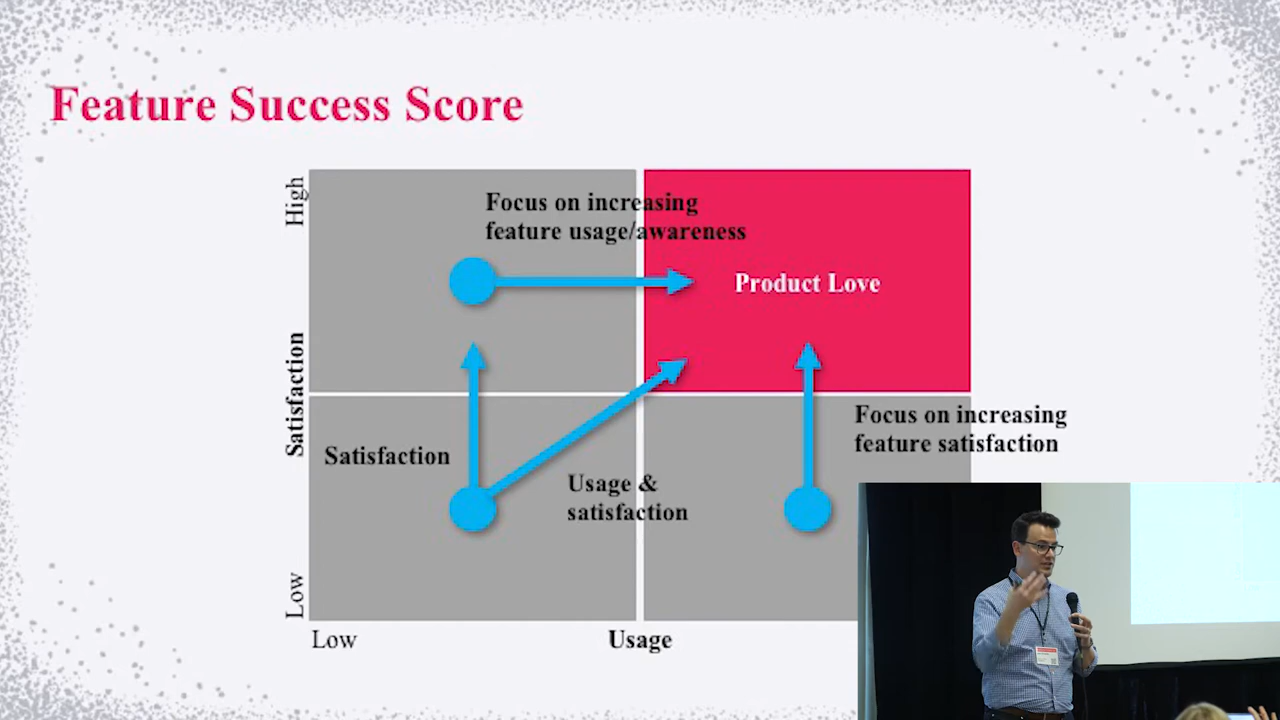 Feature Success Score
High
Focus on increasing
feature usage/awareness
Product Love
Satisfaction
Focus on increasing
feature satisfaction
Satisfaction
Usage &
satisfaction
Low
Low
Usage